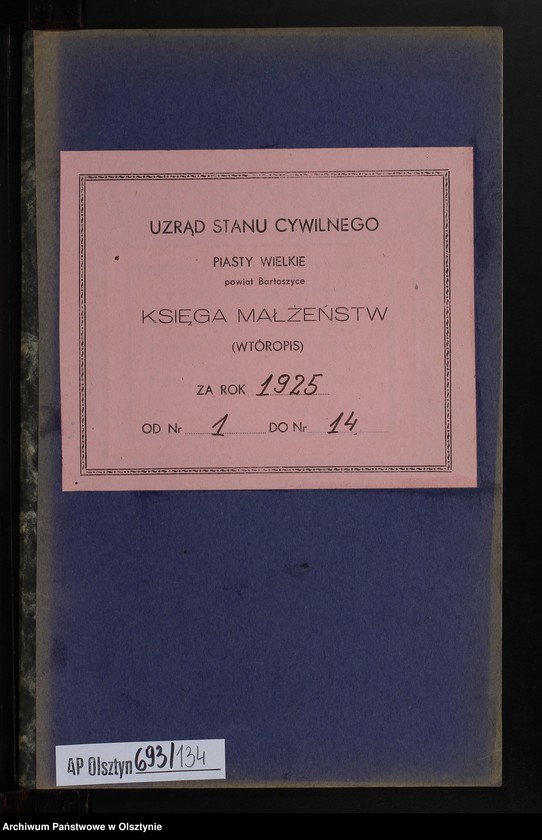 UZRĄD STANU CYWILNEGO
PIASTY WIELKIE
powiat Bartoszyce
KSIĘGA MAŁŻEŃSTW
(WTÓROPIS)
ZA ROK 1925
OD Nr 1 DO Nr 14
AP Olsztyn 693/134
Archiwum Państwowe w Olsztynie